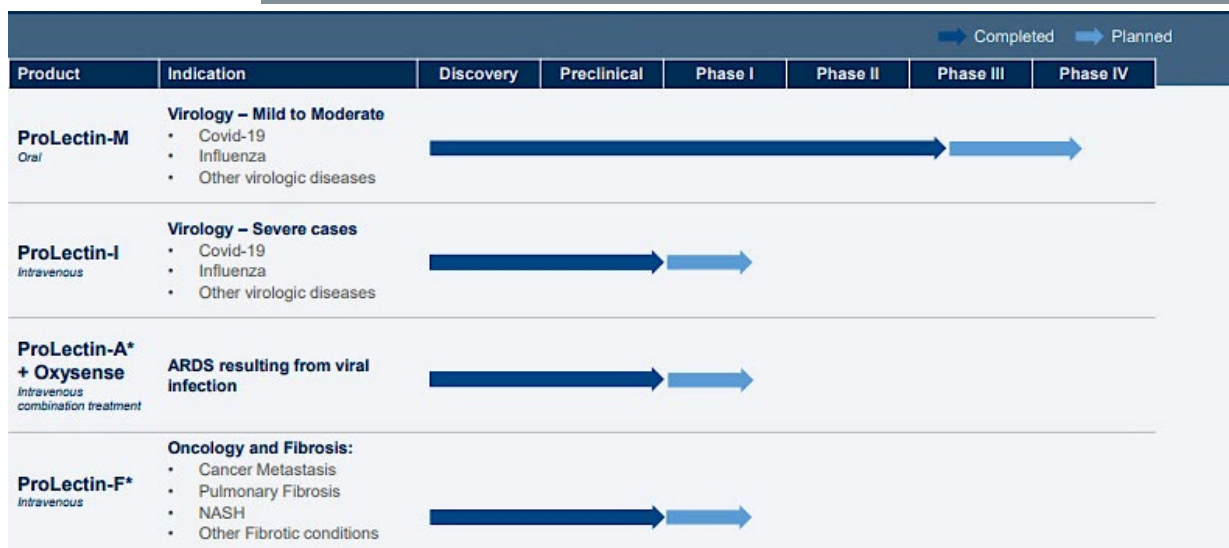 Completed Planned
Product Indication Discovery Preclinical Phase I Phase II Phase III Phase IV
ProLectin-M
Oral
Virology – Mild to Moderate
• Covid-19
• Influenza
• Other virologic diseases
ProLectin-I
Intravenous
Virology – Severe cases
• Covid-19
• Influenza
• Other virologic diseases
ProLectin-A*
+ Oxysense
Intravenous
combination treatment
ARDS resulting from viral
infection
ProLectin-F*
Intravenous
Oncology and Fibrosis:
• Cancer Metastasis
• Pulmonary Fibrosis
• NASH
• Other Fibrotic conditions